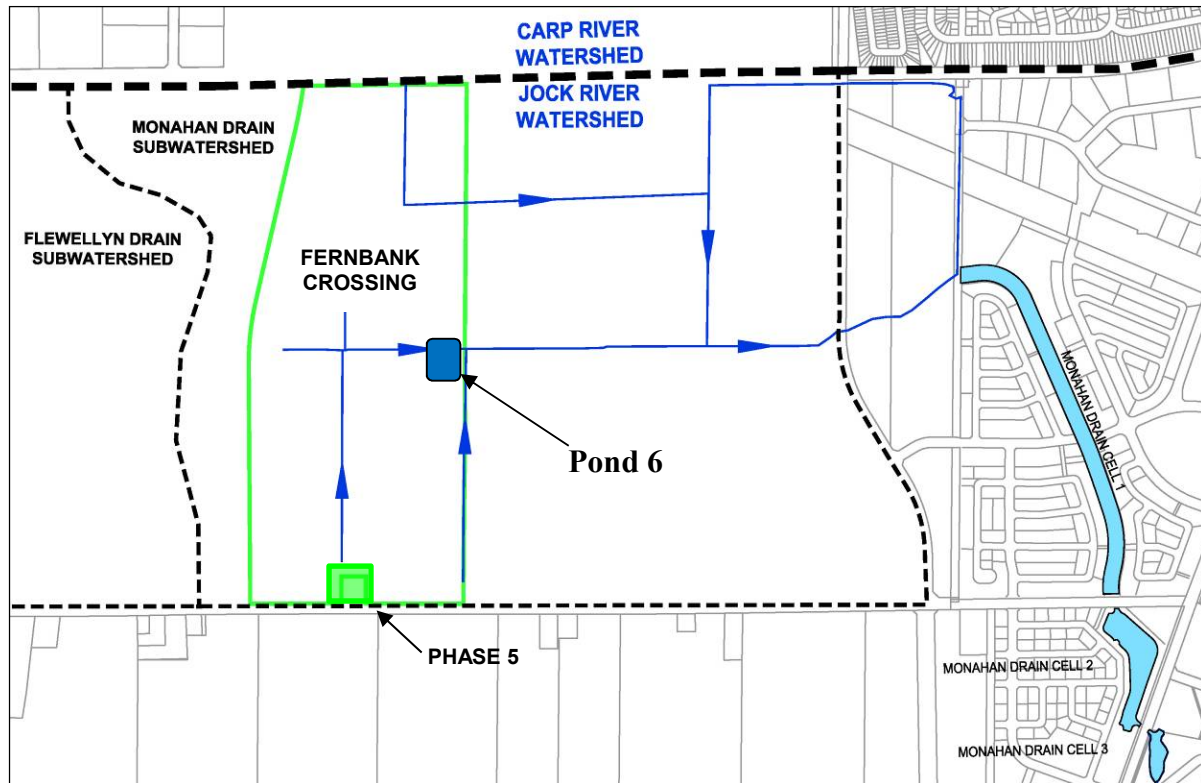 CARP RIVER
WATERSHED
JOCK RIVER
WATERSHED
MONAHAN DRAIN
SUBWATERSHED
FLEWELLYN DRAIN
SUBWATERSHED
FERNBANK
CROSSING
Pond 6
MONAHAN DRAIN CELL 1
PHASE 5
MONAHAN DRAIN CELL 2
MONAHAN DRAIN CELL 3